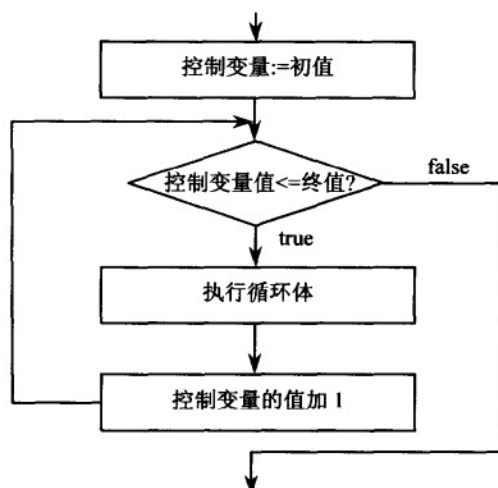 控制变量:=初值
控制变量值<=终值?
false
true
执行循环体
控制变量的值加 1